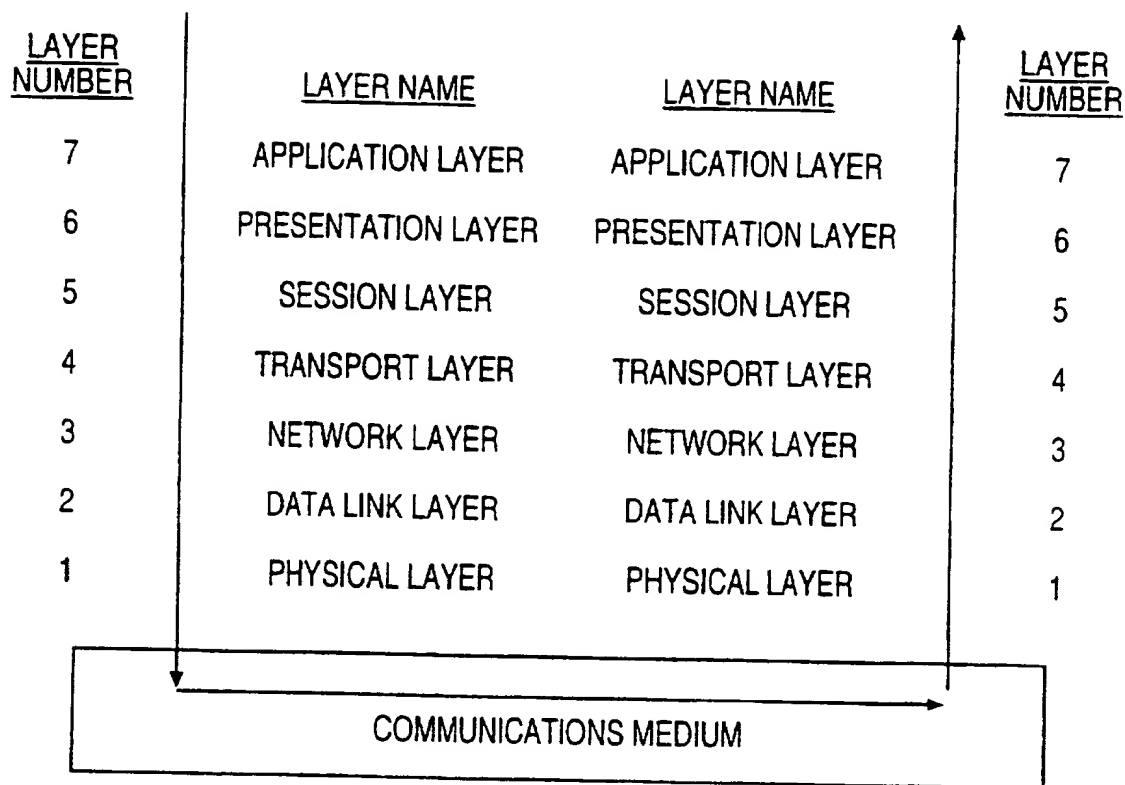 LAYER
NUMBER
LAYER NAME
LAYER NAME
LAYER
NUMBER
7
APPLICATION LAYER
APPLICATION LAYER
7
6
PRESENTATION LAYER
PRESENTATION LAYER
6
5
SESSION LAYER
SESSION LAYER
5
4
TRANSPORT LAYER
TRANSPORT LAYER
4
3
NETWORK LAYER
NETWORK LAYER
3
2
DATA LINK LAYER
DATA LINK LAYER
2
1
PHYSICAL LAYER
PHYSICAL LAYER
1
COMMUNICATIONS MEDIUM